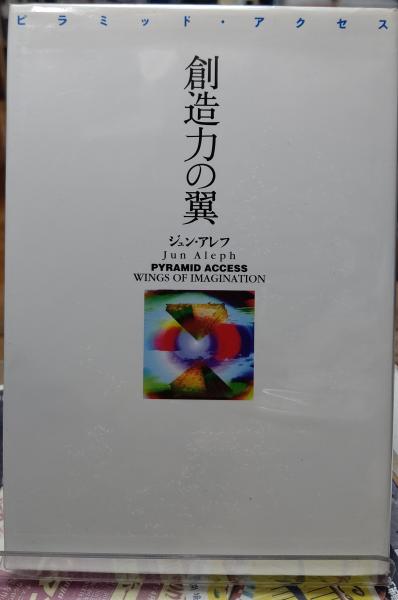 ピラミッド・アクセス
創造力の翼
ジュン・アレフ
Jun Aleph
PYRAMID ACCESS
WINGS OF IMAGINATION